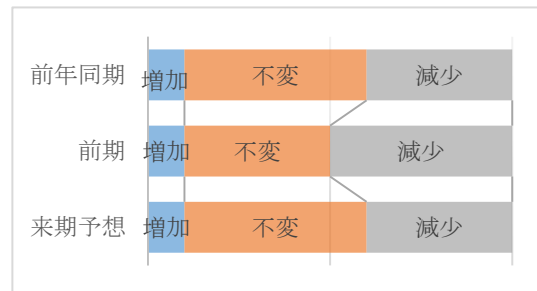 前年同期 増加 不変 減少
前期 増加 不変 減少
来期予想 増加 不変 減少